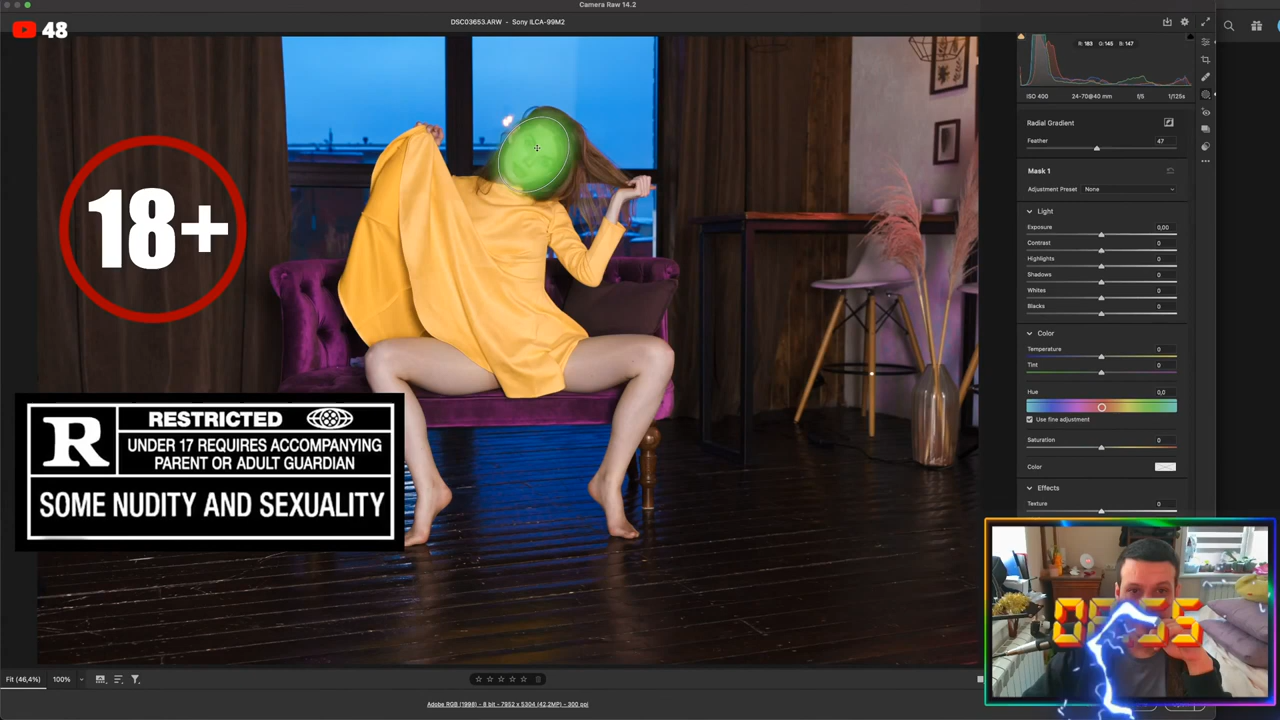 Camera Raw 14.2
DSC03653.ARW - Sony ILCA-99M2
48
R: 183 G: 145 B: 147
ISO 400 24-70@40 mm f/5 1/125s
Radial Gradient
Feather 47
Mask 1
Adjustment Preset None
Light
Exposure 0,00
Contrast 0
Highlights 0
Shadows 0
Whites 0
Blacks 0
Color
Temperature 0
Tint 0
Hue 0,0
Use fine adjustment
Saturation 0
Color
Effects
Texture 0
18+
R
RESTRICTED
UNDER 17 REQUIRES ACCOMPANYING
PARENT OR ADULT GUARDIAN
SOME NUDITY AND SEXUALITY
Fit (46,4%) 100%
Adobe RGB (1998) - 8 bit - 7952 x 5304 (42,2MP) - 300 ppi